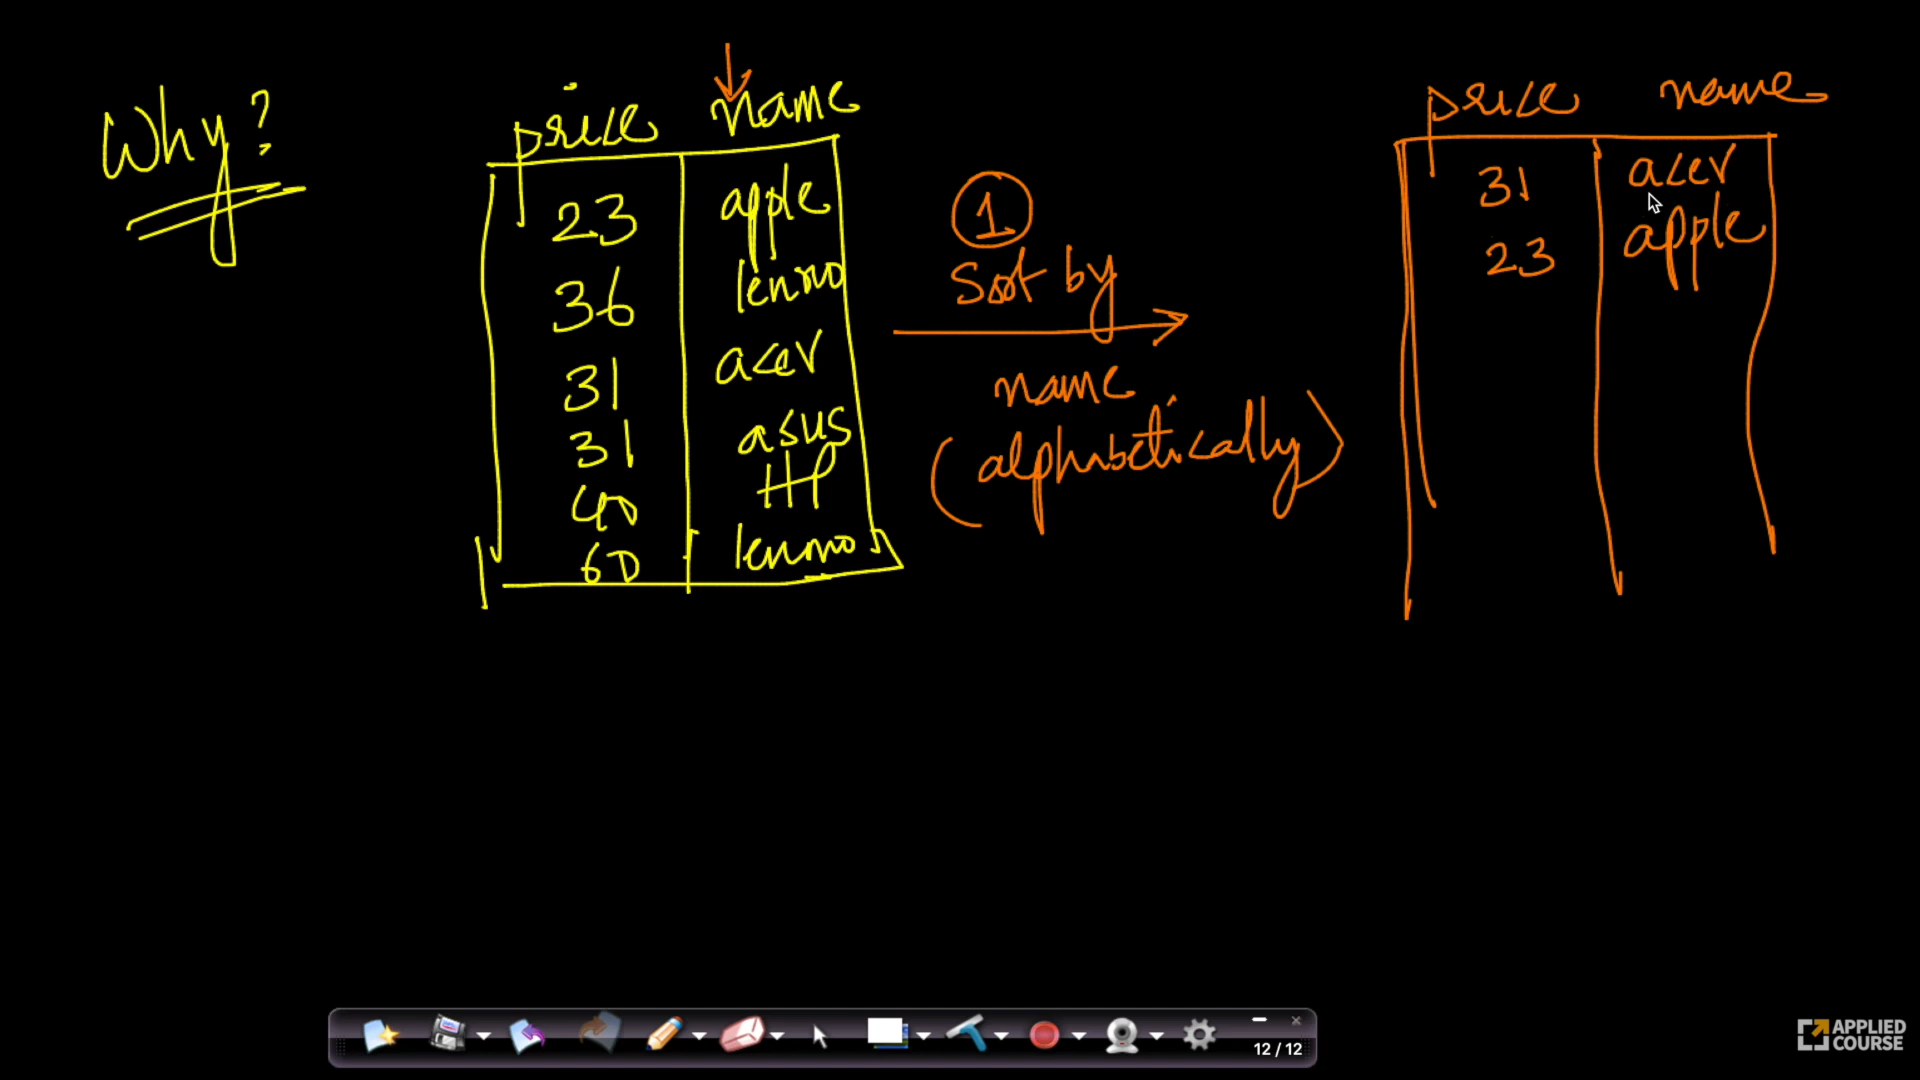 Why?
price name
23 apple
36 lenovo
31 acer
31 asus
40 HP
60 lenovo
1
Sort by
name
(alphabetically)
price name
31 acer
23 apple
12 / 12
APPLIED
COURSE